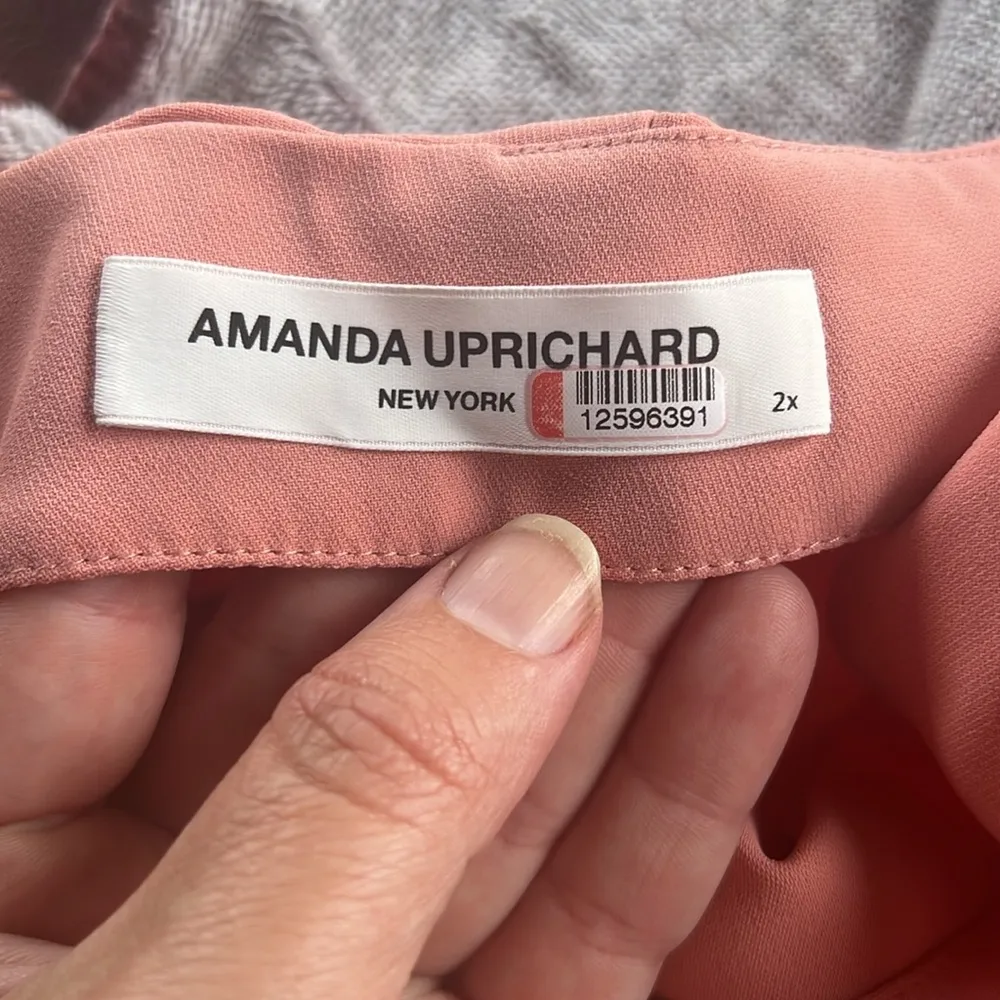 AMANDA UPRICHARD
NEW YORK
12596391
2x